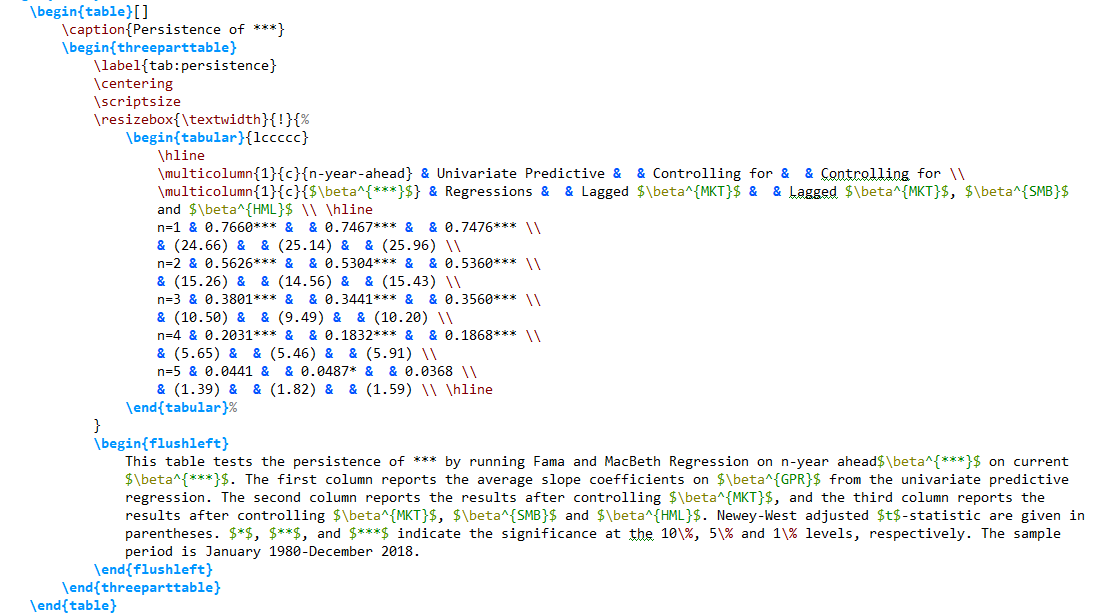 \begin{table}[]
\caption{Persistence of ***}
\begin{threeparttable}
\label{tab:persistence}
\centering
\scriptsize
\resizebox{\textwidth}{!}{%
\begin{tabular}{lccccc}
\hline
\multicolumn{1}{c}{n-year-ahead} & Univariate Predictive &  & Controlling for &  & Controlling for \\
\multicolumn{1}{c}{$\beta^{***}$} & Regressions &  & Lagged $\beta^{MKT}$ &  & Lagged $\beta^{MKT}$, $\beta^{SMB}$
and $\beta^{HML}$ \\ \hline
n=1 & 0.7660*** &  & 0.7467*** &  & 0.7476*** \\
& (24.66) &  & (25.14) &  & (25.96) \\
n=2 & 0.5626*** &  & 0.5304*** &  & 0.5360*** \\
& (15.26) &  & (14.56) &  & (15.43) \\
n=3 & 0.3801*** &  & 0.3441*** &  & 0.3560*** \\
& (10.50) &  & (9.49) &  & (10.20) \\
n=4 & 0.2031*** &  & 0.1832*** &  & 0.1868*** \\
& (5.65) &  & (5.46) &  & (5.91) \\
n=5 & 0.0441 &  & 0.0487* &  & 0.0368 \\
& (1.39) &  & (1.82) &  & (1.59) \\ \hline
\end{tabular}%
}
\begin{flushleft}
This table tests the persistence of *** by running Fama and MacBeth Regression on n-year ahead$\beta^{***}$ on current
$\beta^{***}$. The first column reports the average slope coefficients on $\beta^{GPR}$ from the univariate predictive
regression. The second column reports the results after controlling $\beta^{MKT}$, and the third column reports the
results after controlling $\beta^{MKT}$, $\beta^{SMB}$ and $\beta^{HML}$. Newey-West adjusted $t$-statistic are given in
parentheses. $*$, $**$, and $***$ indicate the significance at the 10\%, 5\% and 1\% levels, respectively. The sample
period is January 1980-December 2018.
\end{flushleft}
\end{threeparttable}
\end{table}